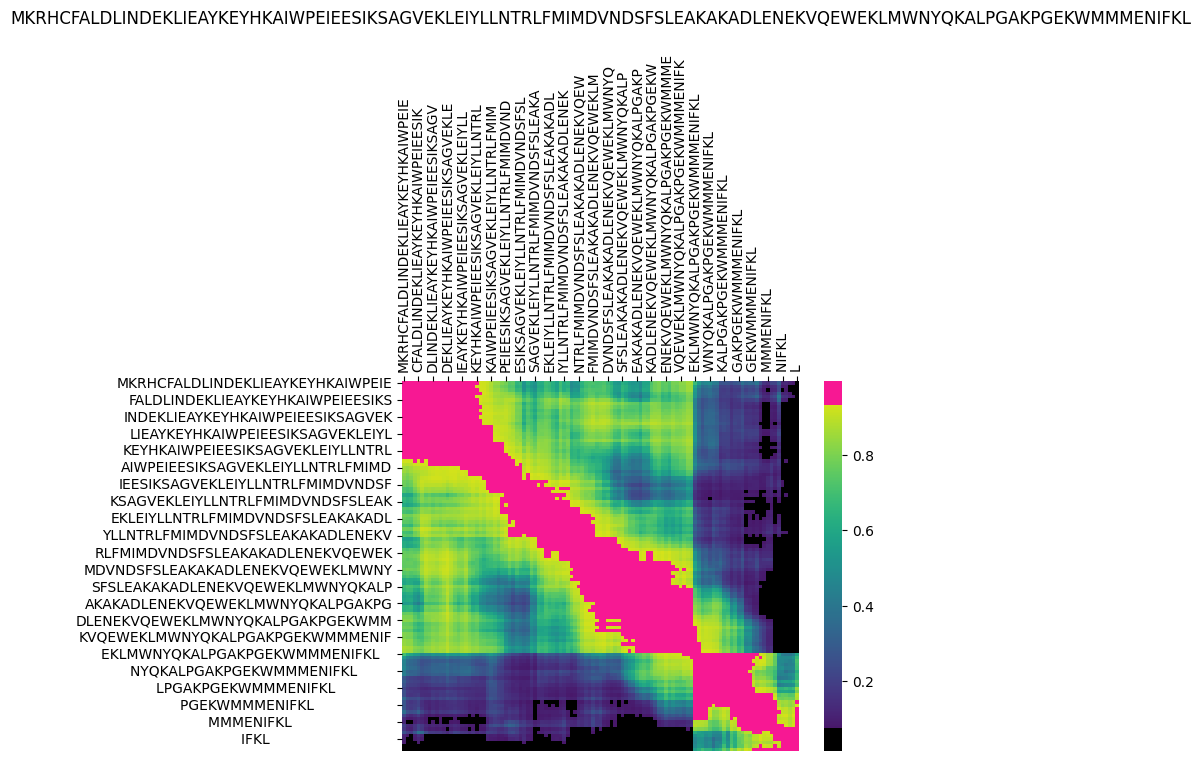 MKRHCFALDLINDEKLIEAYKEYHKAIWPEIEESIKSAGVEKLEIYLLNTRLFMIMDVNDSFSLEAKAKADLENEKVQEWEKLMWNYQKALPGAKPGEKWMMMENIFKL
MKRHCFALDLINDEKLIEAYKEYHKAIWPEIE
CFALDLINDEKLIEAYKEYHKAIWPEIEESIK
DLINDEKLIEAYKEYHKAIWPEIEESIKSAGV
DEKLIEAYKEYHKAIWPEIEESIKSAGVEKLE
IEAYKEYHKAIWPEIEESIKSAGVEKLEIYLL
KEYHKAIWPEIEESIKSAGVEKLEIYLLNTRL
KAIWPEIEESIKSAGVEKLEIYLLNTRLFMIM
PEIEESIKSAGVEKLEIYLLNTRLFMIMDVND
ESIKSAGVEKLEIYLLNTRLFMIMDVNDSFSL
SAGVEKLEIYLLNTRLFMIMDVNDSFSLEAKA
EKLEIYLLNTRLFMIMDVNDSFSLEAKAKADL
IYLLNTRLFMIMDVNDSFSLEAKAKADLENEK
NTRLFMIMDVNDSFSLEAKAKADLENEKVQEW
FMIMDVNDSFSLEAKAKADLENEKVQEWEKLM
DVNDSFSLEAKAKADLENEKVQEWEKLMWNYQ
SFSLEAKAKADLENEKVQEWEKLMWNYQKALP
EAKAKADLENEKVQEWEKLMWNYQKALPGAKP
KADLENEKVQEWEKLMWNYQKALPGAKPGEKW
ENEKVQEWEKLMWNYQKALPGAKPGEKWMMME
VQEWEKLMWNYQKALPGAKPGEKWMMMENIFK
EKLMWNYQKALPGAKPGEKWMMMENIFKL
WNYQKALPGAKPGEKWMMMENIFKL
KALPGAKPGEKWMMMENIFKL
GAKPGEKWMMMENIFKL
GEKWMMMENIFKL
MMMENIFKL
NIFKL
L
MKRHCFALDLINDEKLIEAYKEYHKAIWPEIE
FALDLINDEKLIEAYKEYHKAIWPEIEESIKS
INDEKLIEAYKEYHKAIWPEIEESIKSAGVEK
LIEAYKEYHKAIWPEIEESIKSAGVEKLEIYL
KEYHKAIWPEIEESIKSAGVEKLEIYLLNTRL
AIWPEIEESIKSAGVEKLEIYLLNTRLFMIMD
IEESIKSAGVEKLEIYLLNTRLFMIMDVNDSF
KSAGVEKLEIYLLNTRLFMIMDVNDSFSLEAK
EKLEIYLLNTRLFMIMDVNDSFSLEAKAKADL
YLLNTRLFMIMDVNDSFSLEAKAKADLENEKV
RLFMIMDVNDSFSLEAKAKADLENEKVQEWEK
MDVNDSFSLEAKAKADLENEKVQEWEKLMWNY
SFSLEAKAKADLENEKVQEWEKLMWNYQKALP
AKAKADLENEKVQEWEKLMWNYQKALPGAKPG
DLENEKVQEWEKLMWNYQKALPGAKPGEKWMM
KVQEWEKLMWNYQKALPGAKPGEKWMMMENIF
EKLMWNYQKALPGAKPGEKWMMMENIFKL
NYQKALPGAKPGEKWMMMENIFKL
LPGAKPGEKWMMMENIFKL
PGEKWMMMENIFKL
MMMENIFKL
IFKL
0.8
0.6
0.4
0.2